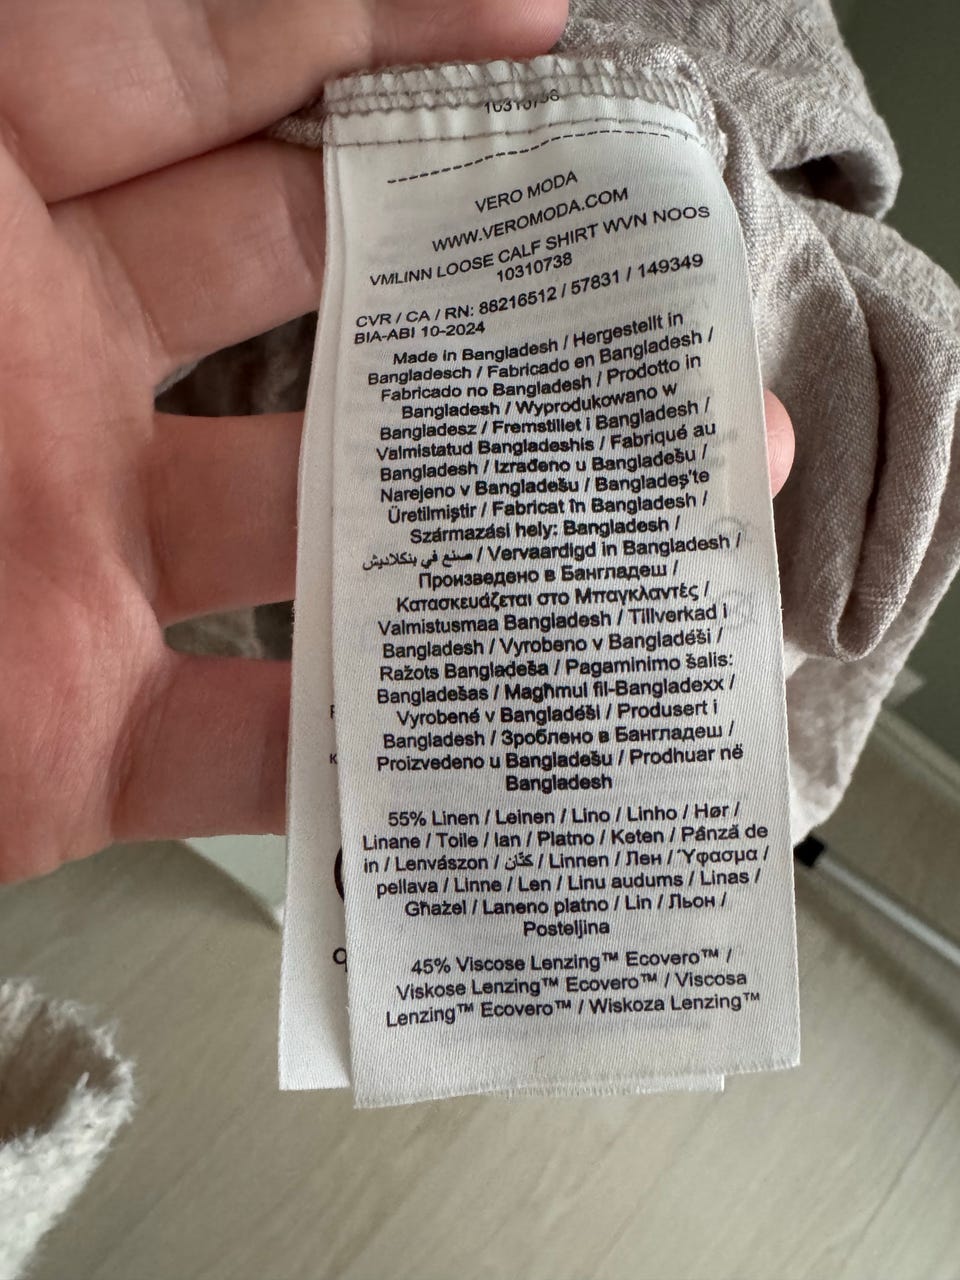 VERO MODA
WWW.VEROMODA.COM
VMLINN LOOSE CALF SHIRT WVN NOOS
10310738
CVR / CA / RN: 88216512 / 57831 / 149349
BIA-ABI 10-2024
Made in Bangladesh / Hergestellt in
Bangladesch / Fabricado en Bangladesh /
Fabricado no Bangladesh / Prodotto in
Bangladesh / Wyprodukowano w
Bangladesz / Fremstillet i Bangladesh /
Valmistatud Bangladeshis / Fabriqué au
Bangladesh / Izrađeno u Bangladešu /
Narejeno v Bangladešu / Bangladeş'te
Üretilmiştir / Fabricat în Bangladesh /
Származási hely: Bangladesh /
صنع في بنكلاديش / Vervaardigd in Bangladesh /
Произведено в Бангладеш /
Κατασκευάζεται στο Μπαγκλαντές /
Valmistusmaa Bangladesh / Tillverkad i
Bangladesh / Vyrobeno v Bangladéši /
Ražots Bangladeša / Pagaminimo šalis:
Bangladešas / Magħmul fil-Bangladexx /
Vyrobené v Bangladéši / Produsert i
Bangladesh / Зроблено в Бангладеш /
Proizvedeno u Bangladešu / Prodhuar në
Bangladesh
55% Linen / Leinen / Lino / Linho / Hør /
Linane / Toile / lan / Platno / Keten / Pânză de
in / Lenvászon / كتّان / Linnen / Лен / Ύφασμα /
pellava / Linne / Len / Linu audums / Linas /
Għażel / Laneno platno / Lin / Льон /
Posteljina
45% Viscose Lenzing™ Ecovero™ /
Viskose Lenzing™ Ecovero™ / Viscosa
Lenzing™ Ecovero™ / Wiskoza Lenzing™